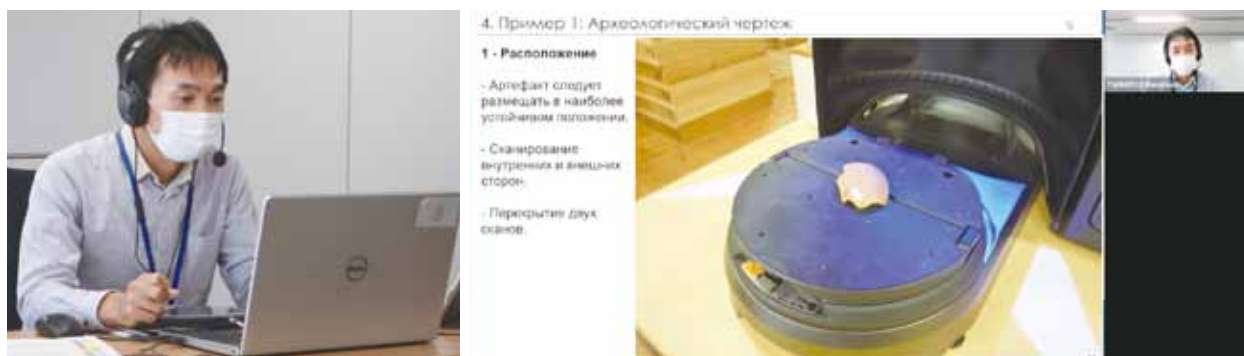 DELL
4. Пример 1: Археологический чертеж
1 - Расположение
- Артефакт следует
размещать в наиболее
устойчивом положении.
- Сканирование
внутренних и внешних
сторон.
- Перекрытие двух
сканов.